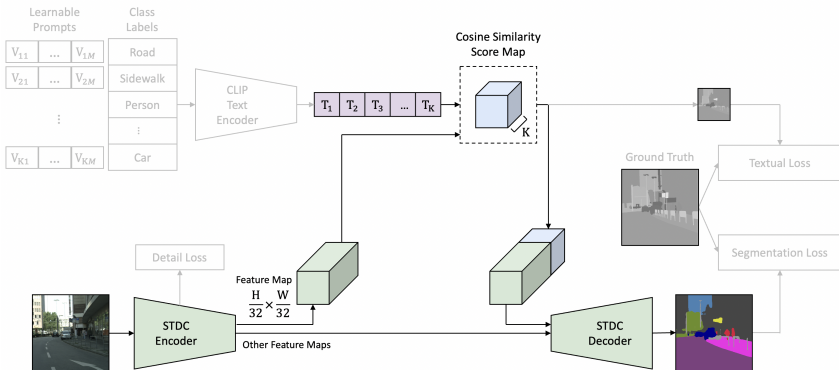 Learnable
Prompts
Class
Labels
V11 ... V1M
V21 ... V2M
⋮
VK1 ... VKM
Road
Sidewalk
Person
⋮
Car
CLIP
Text
Encoder
T1 T2 T3 ... TK
Cosine Similarity
Score Map
K
Ground Truth
Textual Loss
Segmentation Loss
Detail Loss
Feature Map
H/32 × W/32
STDC
Encoder
Other Feature Maps
STDC
Decoder